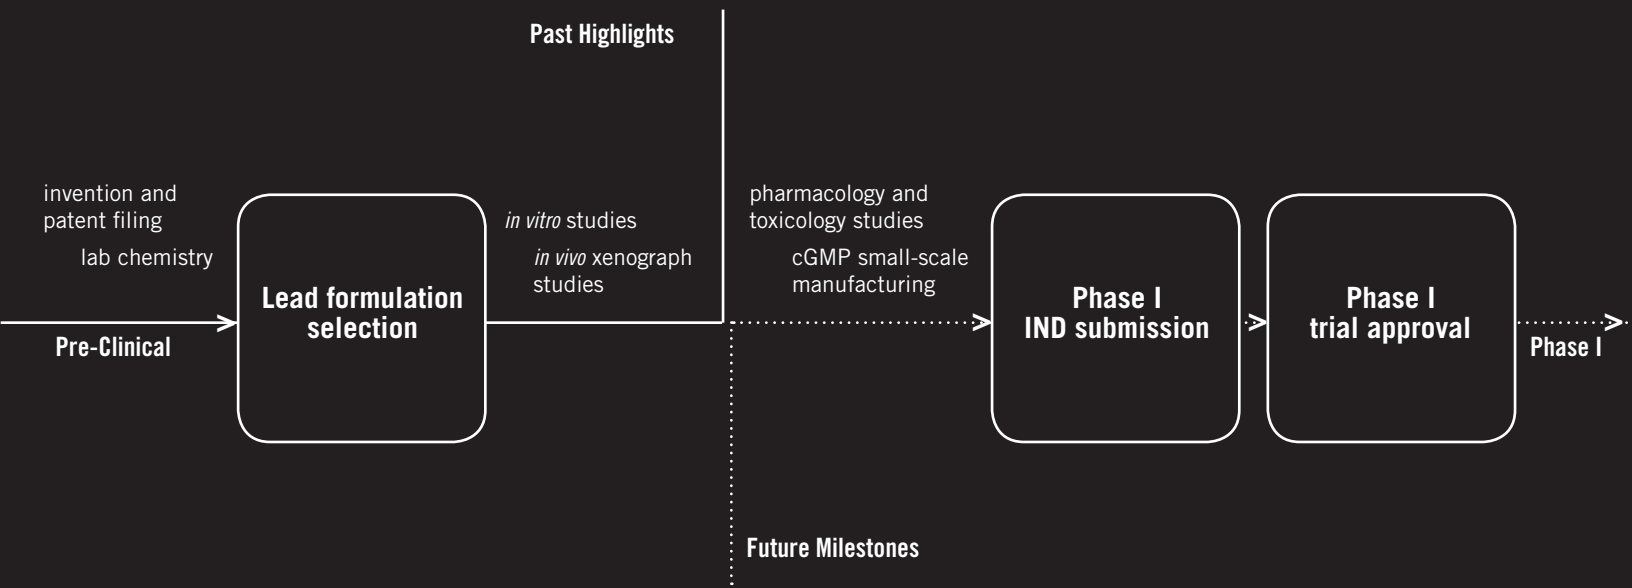 Past Highlights
invention and
patent filing
lab chemistry
Pre-Clinical
Lead formulation
selection
in vitro studies
in vivo xenograph
studies
pharmacology and
toxicology studies
cGMP small-scale
manufacturing
Phase I
IND submission
Phase I
trial approval
Phase I
Future Milestones